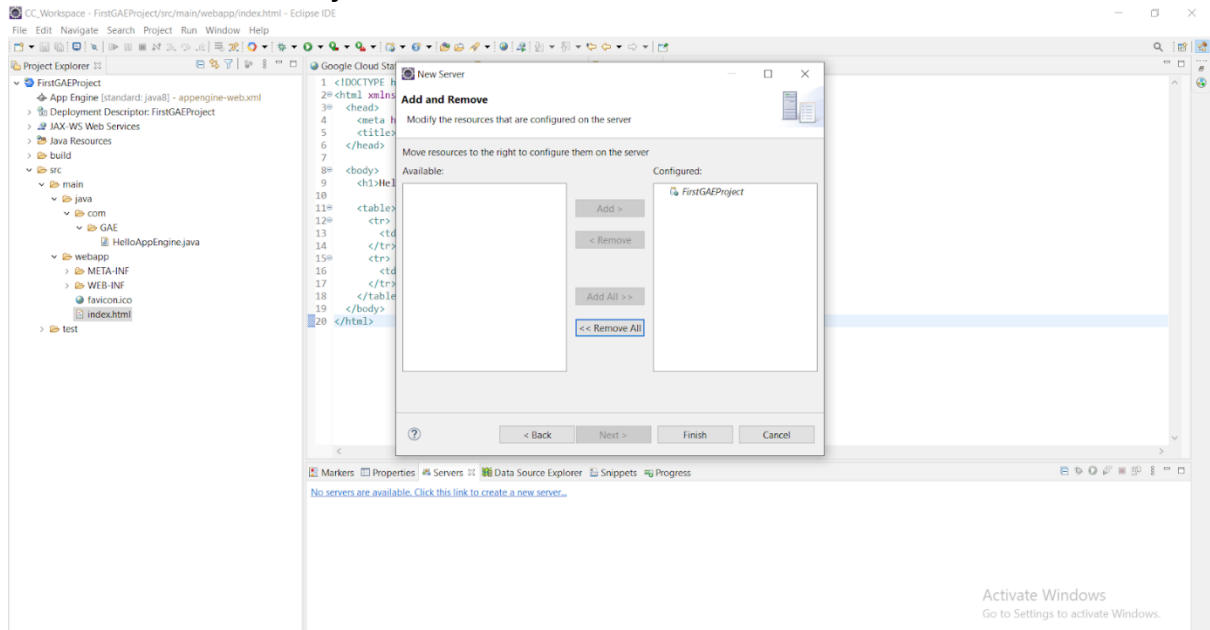 CC_Workspace - FirstGAEProject/src/main/webapp/index.html - Eclipse IDE
File Edit Navigate Search Project Run Window Help
Project Explorer
FirstGAEProject
App Engine [standard: java8] - appengine-web.xml
Deployment Descriptor: FirstGAEProject
JAX-WS Web Services
Java Resources
build
src
main
java
com
GAE
HelloAppEngine.java
webapp
META-INF
WEB-INF
favicon.ico
index.html
test
Google Cloud Sta
1 <!DOCTYPE h
2 <html xmlns
3 <head>
4 <meta h
5 <title>
6 </head>
7
8 <body>
9 <h1>Hel
10
11 <table>
12 <tr>
13 <td
14 </tr>
15 <tr>
16 <td
17 </tr>
18 </table
19 </body>
20 </html>
New Server
Add and Remove
Modify the resources that are configured on the server
Move resources to the right to configure them on the server
Available:
Configured:
FirstGAEProject
Add >
< Remove
Add All >>
<< Remove All
< Back Next > Finish Cancel
Markers Properties Servers Data Source Explorer Snippets Progress
No servers are available. Click this link to create a new server...
Activate Windows
Go to Settings to activate Windows.